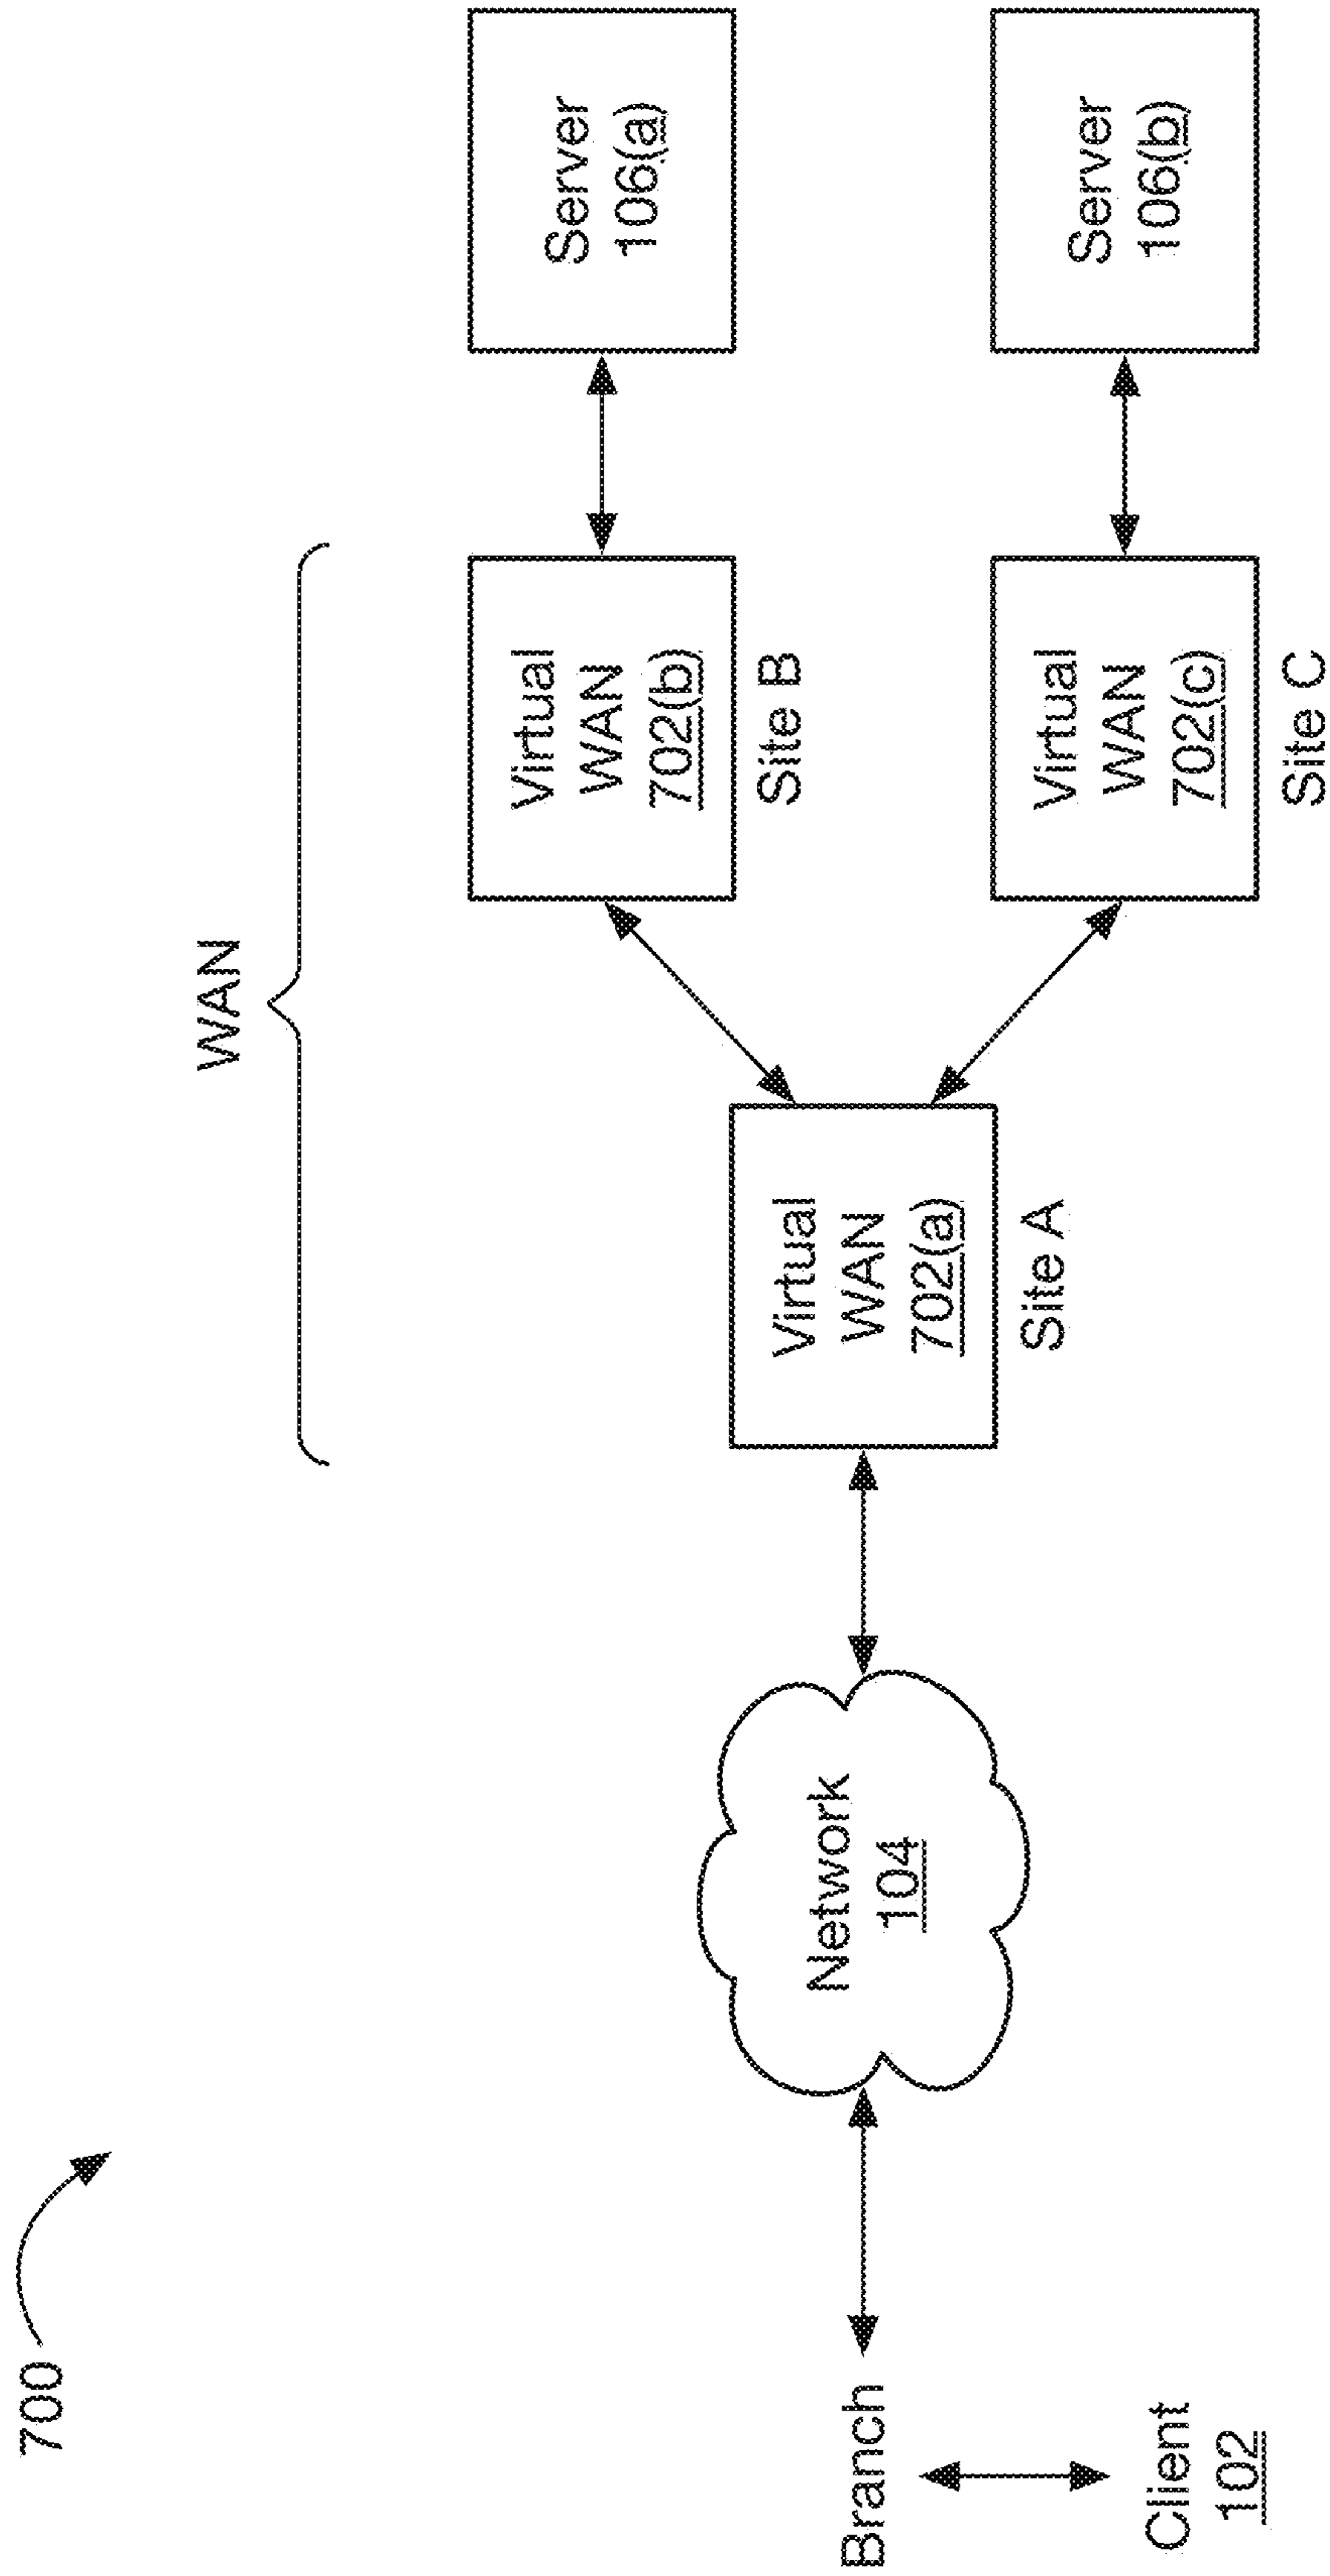 700
WAN
Branch
Client
102
Network
104
Virtual
WAN
702(a)
Site A
Virtual
WAN
702(b)
Site B
Server
106(a)
Virtual
WAN
702(c)
Site C
Server
106(b)